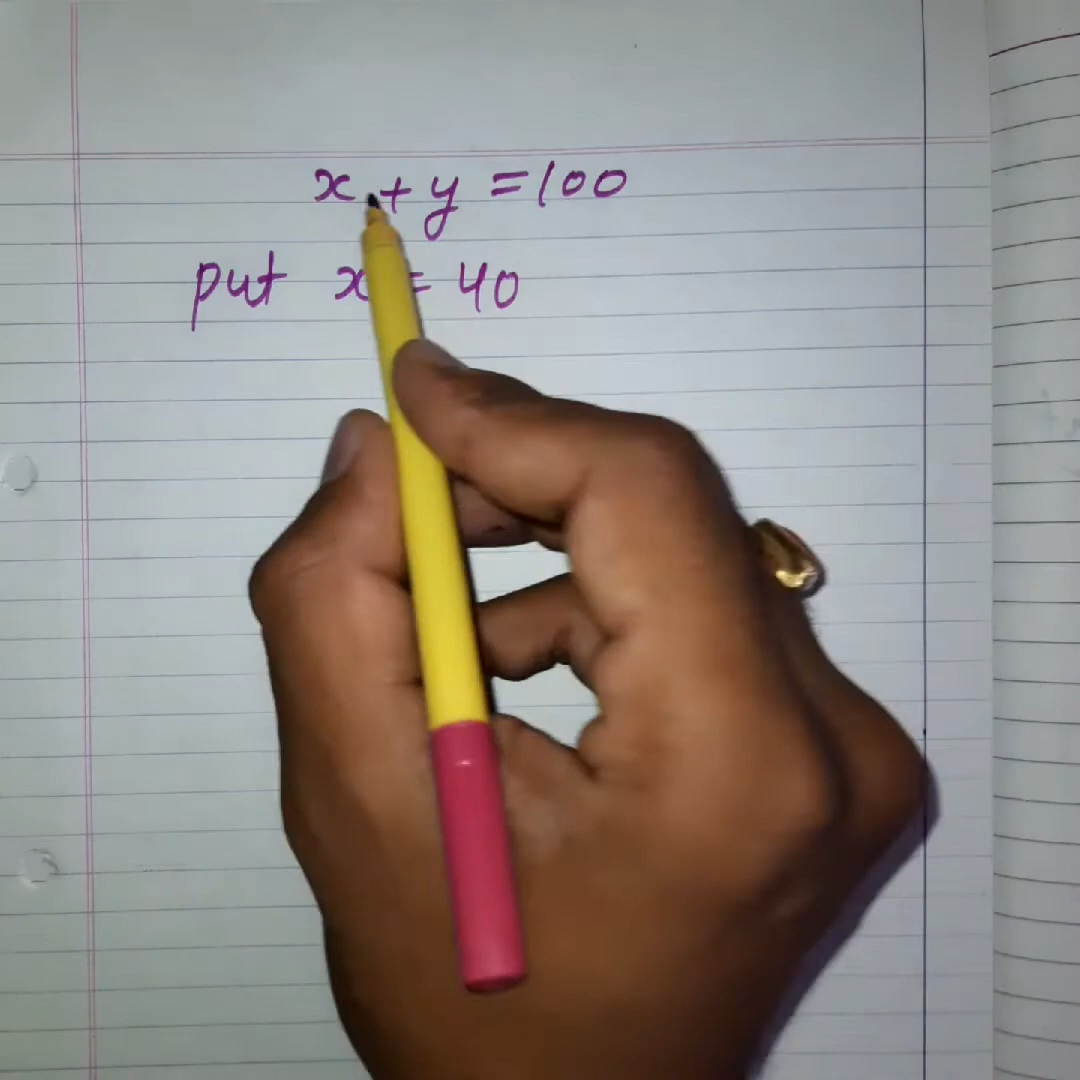 x + y = 100
put x = 40